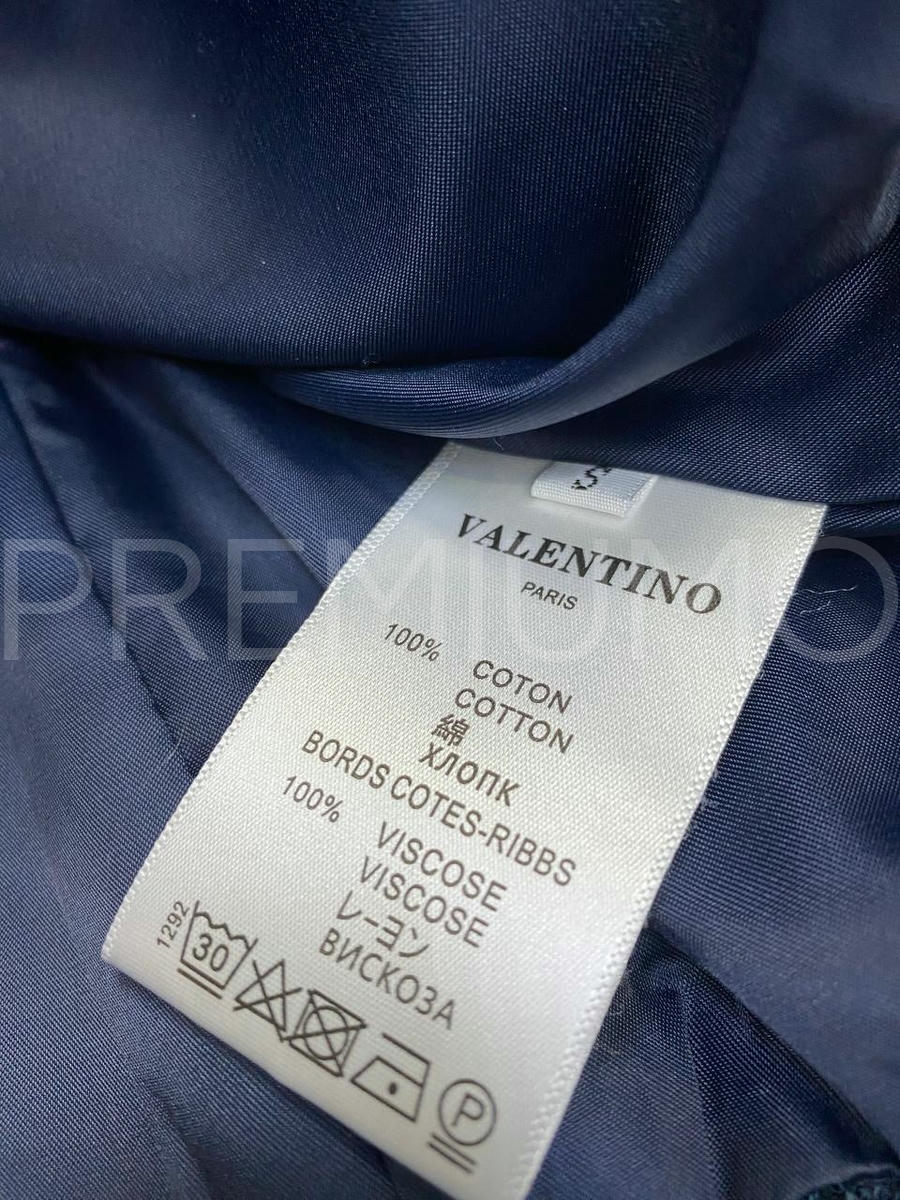 S
VALENTINO
PARIS
100% COTON
COTTON
綿
ХЛОПК
BORDS COTES-RIBBS
100% VISCOSE
VISCOSE
レーヨン
ВИСКОЗА
1292
30
P
PREMIUMO